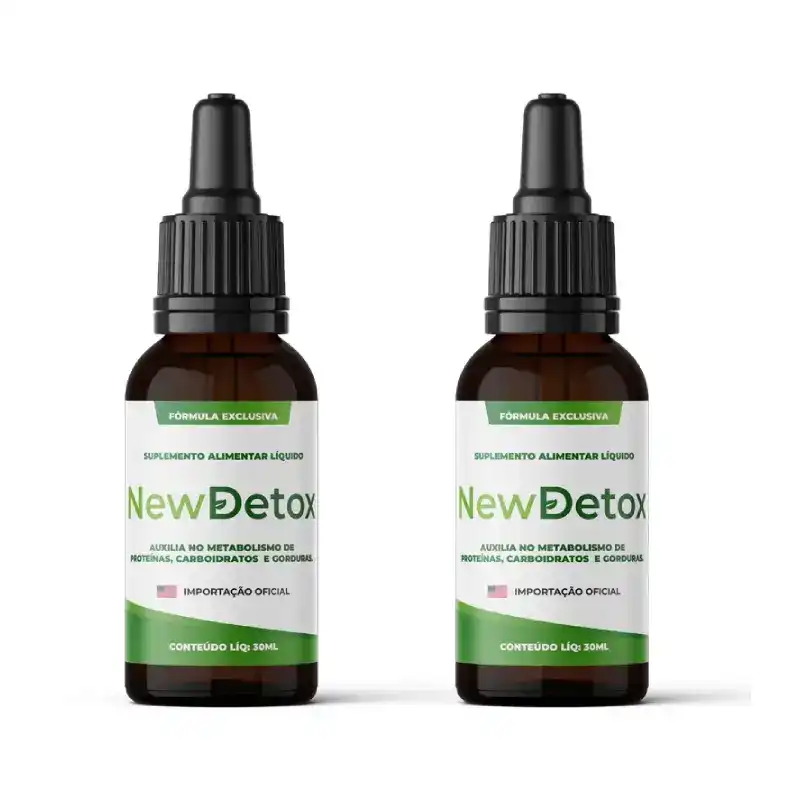 FÓRMULA EXCLUSIVA
SUPLEMENTO ALIMENTAR LÍQUIDO
NewDetox
AUXILIA NO METABOLISMO DE
PROTEÍNAS, CARBOIDRATOS E GORDURAS.
IMPORTAÇÃO OFICIAL
CONTEÚDO LÍQ: 30ML
FÓRMULA EXCLUSIVA
SUPLEMENTO ALIMENTAR LÍQUIDO
NewDetox
AUXILIA NO METABOLISMO DE
PROTEÍNAS, CARBOIDRATOS E GORDURAS.
IMPORTAÇÃO OFICIAL
CONTEÚDO LÍQ: 30ML